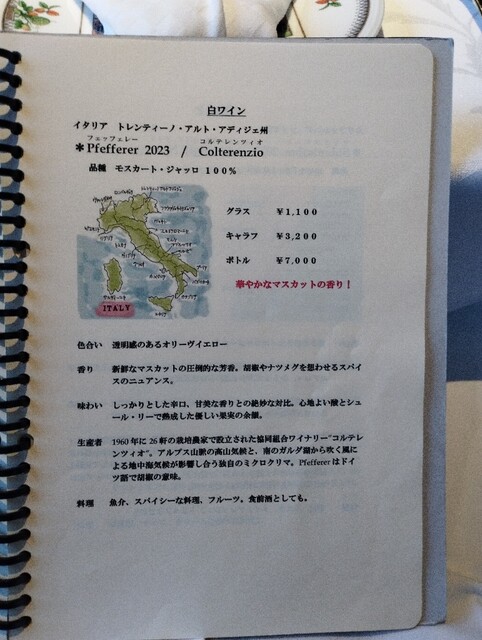 白ワイン
イタリア トレンティーノ・アルト・アディジェ州
フェッフェレー コルテレンツィオ
*Pfefferer 2023 / Colterenzio
品種 モスカート・ジャッロ 100%
グラス ¥1,100
キャラフ ¥3,200
ボトル ¥7,000
華やかなマスカットの香り！
ITALY
色合い 透明感のあるオリーヴイエロー
香り 新鮮なマスカットの圧倒的な芳香。胡椒やナツメグを想わせるスパイ
スのニュアンス。
味わい しっかりとした辛口、甘美な香りとの絶妙な対比。心地よい酸とシュ
ール・リーで熟成した優しい果実の余韻。
生産者 1960年に26軒の栽培農家で設立された協同組合ワイナリー"コルテレ
ンツィオ"。アルプス山脈の高山気候と、南のガルダ湖から吹く風によ
る地中海気候が影響し合う独自のミクロクリマ。Pfeffererはドイ
ツ語で胡椒の意味。
料理 魚介、スパイシーな料理、フルーツ。食前酒としても。